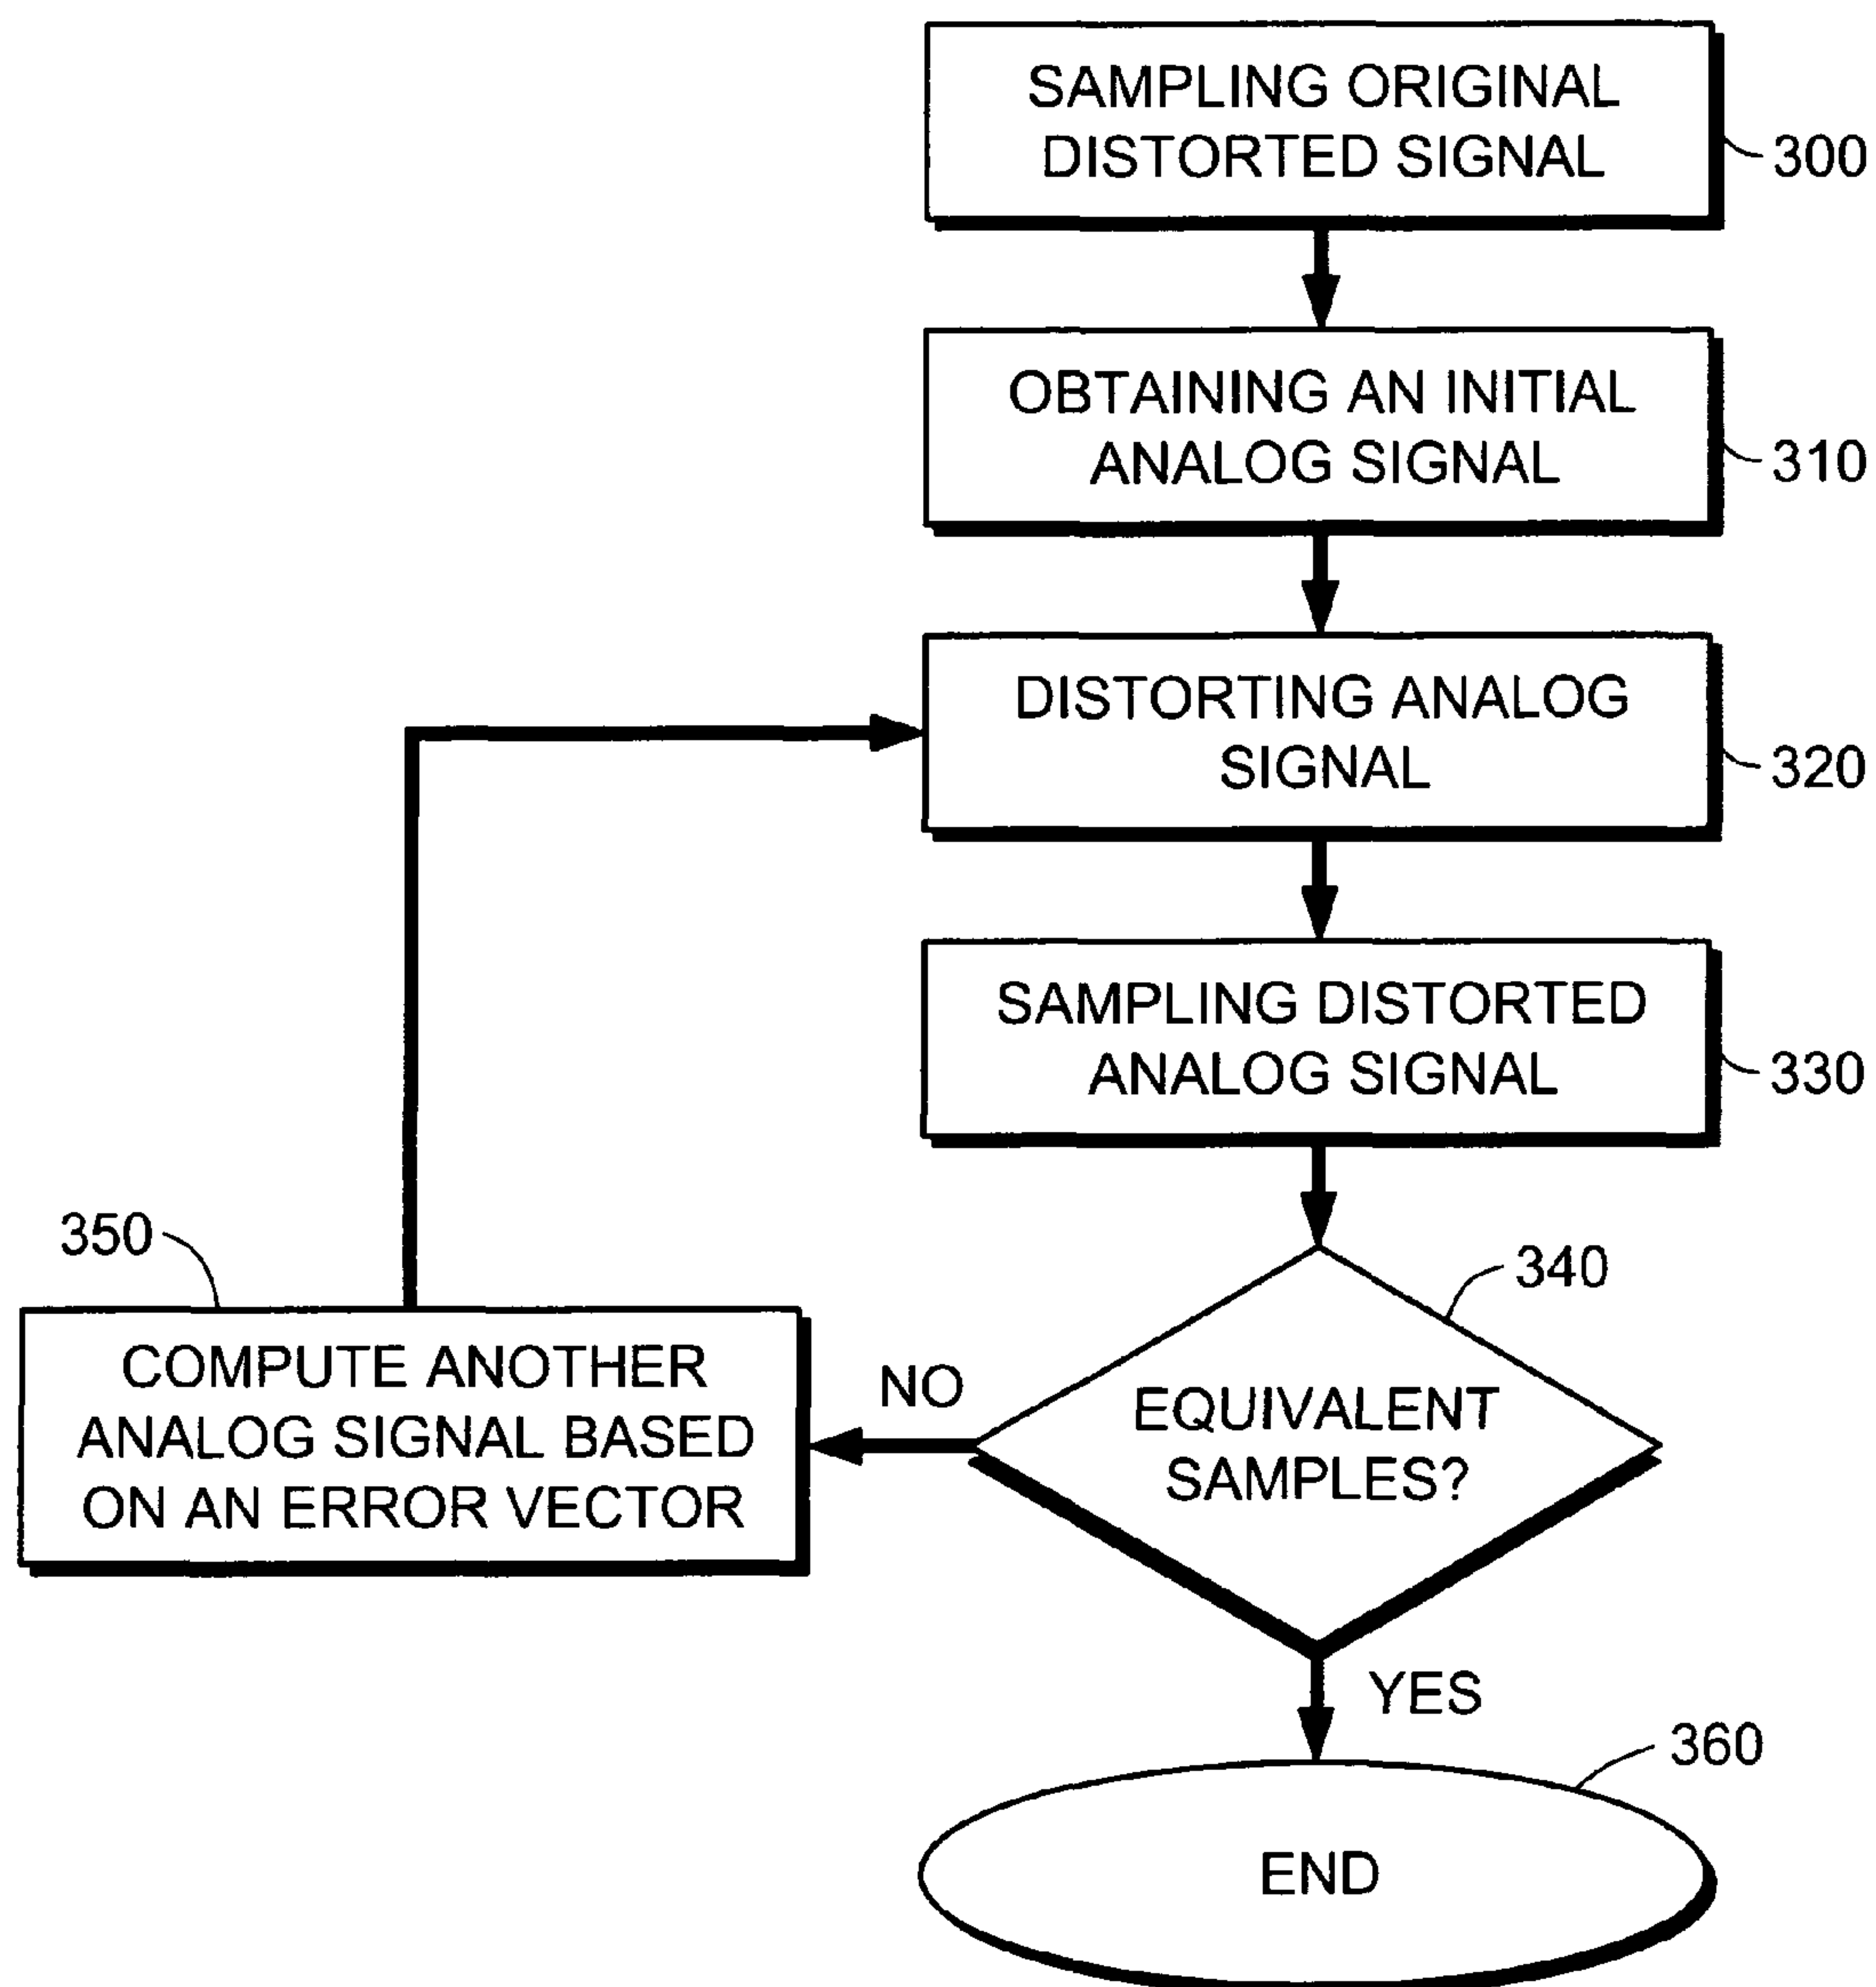 SAMPLING ORIGINAL
DISTORTED SIGNAL
300
OBTAINING AN INITIAL
ANALOG SIGNAL
310
DISTORTING ANALOG
SIGNAL
320
SAMPLING DISTORTED
ANALOG SIGNAL
330
340
EQUIVALENT
SAMPLES?
NO
350
COMPUTE ANOTHER
ANALOG SIGNAL BASED
ON AN ERROR VECTOR
YES
360
END